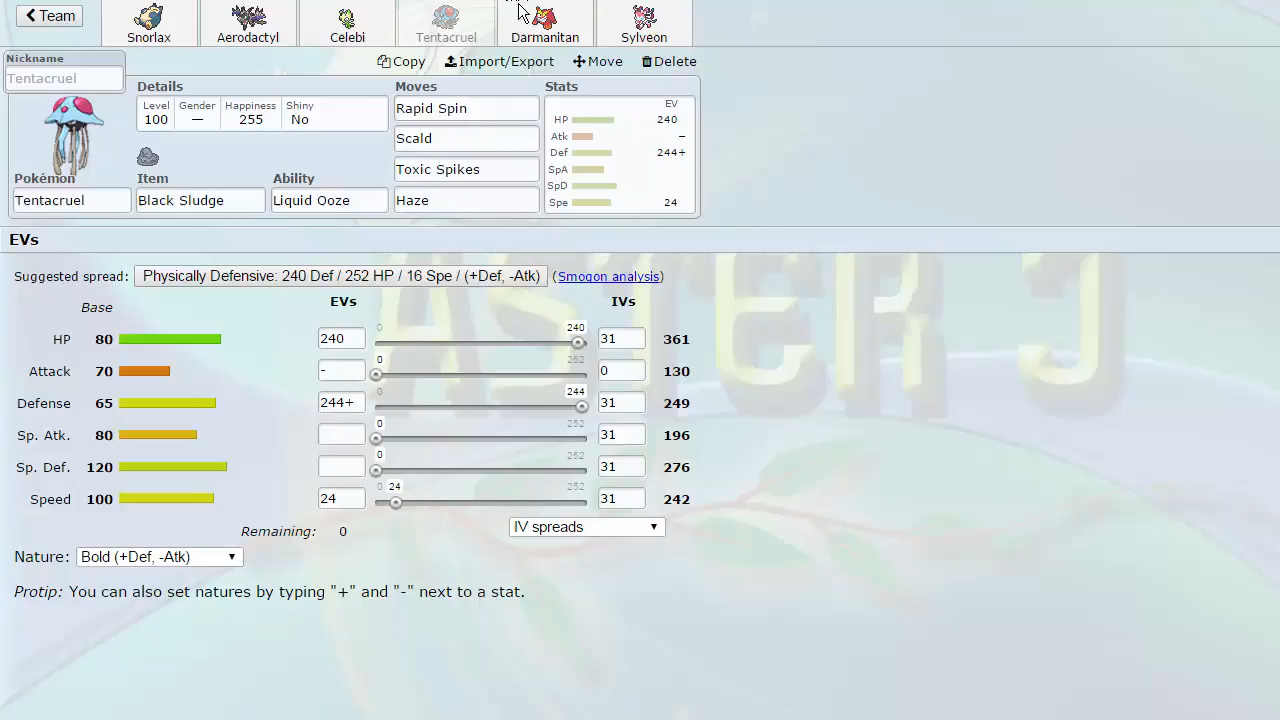 Team
Snorlax Aerodactyl Celebi Tentacruel Darmanitan Sylveon
Copy Import/Export Move Delete
Nickname
Tentacruel
Details Moves Stats
Level Gender Happiness Shiny
100 — 255 No
Pokémon Item Ability
Tentacruel Black Sludge Liquid Ooze
Rapid Spin
Scald
Toxic Spikes
Haze
EV
HP 240
Atk –
Def 244+
SpA
SpD
Spe 24
EVs
Suggested spread: Physically Defensive: 240 Def / 252 HP / 16 Spe / (+Def, -Atk) (Smogon analysis)
Base EVs IVs
HP 80 240 0 240 31 361
Attack 70 - 0 252 0 130
Defense 65 244+ 0 244 31 249
Sp. Atk. 80 0 252 31 196
Sp. Def. 120 0 252 31 276
Speed 100 24 0 24 252 31 242
Remaining: 0 IV spreads
Nature: Bold (+Def, -Atk)
Protip: You can also set natures by typing "+" and "-" next to a stat.
ASTER J